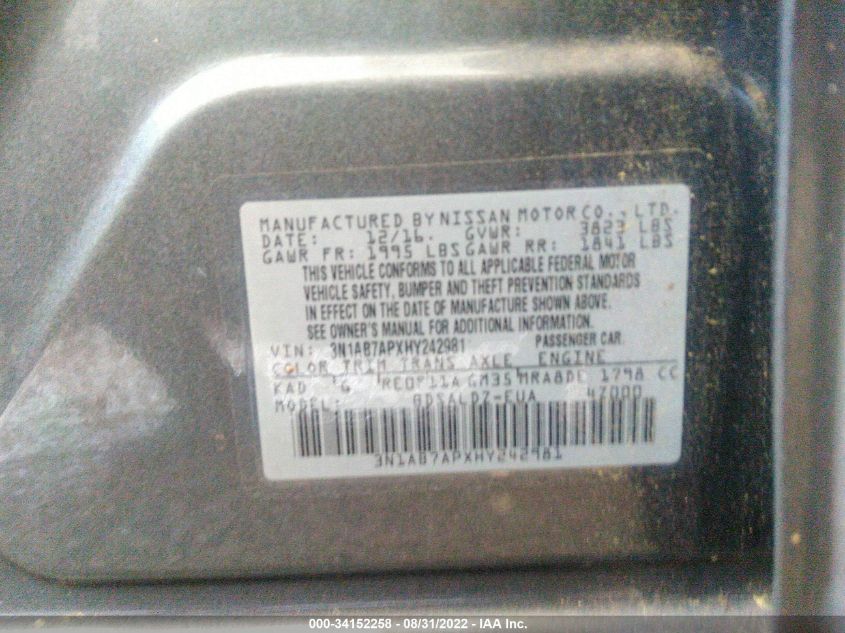 MANUFACTURED BY NISSAN MOTOR CO., LTD.
DATE: 12/16. GVWR: 3823 LBS
GAWR FR: 1995 LBS GAWR RR: 1841 LBS
THIS VEHICLE CONFORMS TO ALL APPLICABLE FEDERAL MOTOR
VEHICLE SAFETY, BUMPER AND THEFT PREVENTION STANDARDS
IN EFFECT ON THE DATE OF MANUFACTURE SHOWN ABOVE.
SEE OWNER'S MANUAL FOR ADDITIONAL INFORMATION.
VIN: 3N1AB7APXHY242981 PASSENGER CAR.
COLOR TRIM TRANS AXLE ENGINE
KAD G RE0F11A GM35 MRA8DE 1798 CC
MODEL: BDSALDZ-EUA 47000
3N1AB7APXHY242981
000-34152258 - 08/31/2022 - IAA Inc.